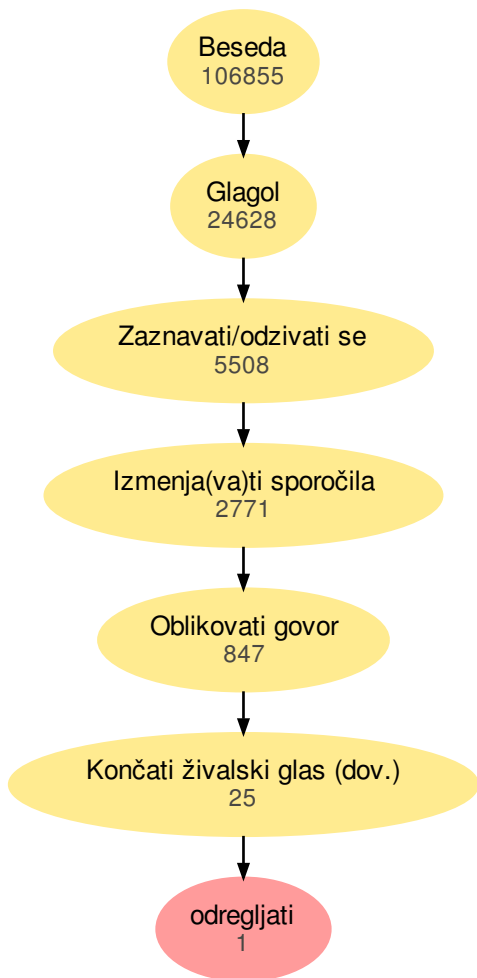 Beseda
106855
Glagol
24628
Zaznavati/odzivati se
5508
Izmenja(va)ti sporočila
2771
Oblikovati govor
847
Končati živalski glas (dov.)
25
odregljati
1